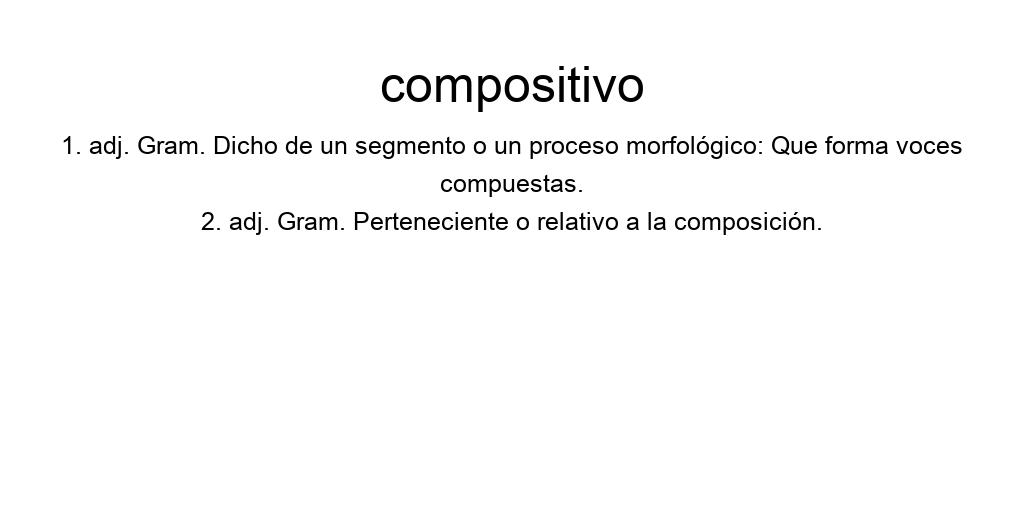 compositivo
1. adj. Gram. Dicho de un segmento o un proceso morfológico: Que forma voces
compuestas.
2. adj. Gram. Perteneciente o relativo a la composición.